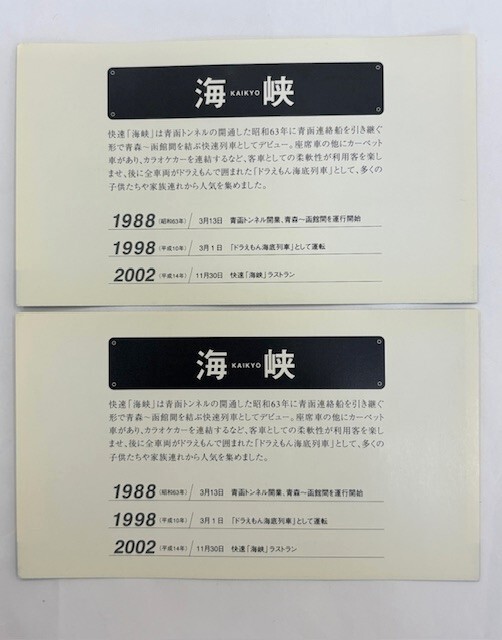 海 KAIKYO 峡
快速「海峡」は青函トンネルの開通した昭和63年に青函連絡船を引き継ぐ
形で青森〜函館間を結ぶ快速列車としてデビュー。座席車の他にカーペット
車があり、カラオケカーを連結するなど、客車としての柔軟性が利用客を楽し
ませ、後に全車両がドラえもんで囲まれた「ドラえもん海底列車」として、多くの
子供たちや家族連れから人気を集めました。
1988(昭和63年) 3月13日 青函トンネル開業、青森〜函館間を運行開始
1998(平成10年) 3月1日 「ドラえもん海底列車」として運転
2002(平成14年) 11月30日 快速「海峡」ラストラン
海 KAIKYO 峡
快速「海峡」は青函トンネルの開通した昭和63年に青函連絡船を引き継ぐ
形で青森〜函館間を結ぶ快速列車としてデビュー。座席車の他にカーペット
車があり、カラオケカーを連結するなど、客車としての柔軟性が利用客を楽し
ませ、後に全車両がドラえもんで囲まれた「ドラえもん海底列車」として、多くの
子供たちや家族連れから人気を集めました。
1988(昭和63年) 3月13日 青函トンネル開業、青森〜函館間を運行開始
1998(平成10年) 3月1日 「ドラえもん海底列車」として運転
2002(平成14年) 11月30日 快速「海峡」ラストラン